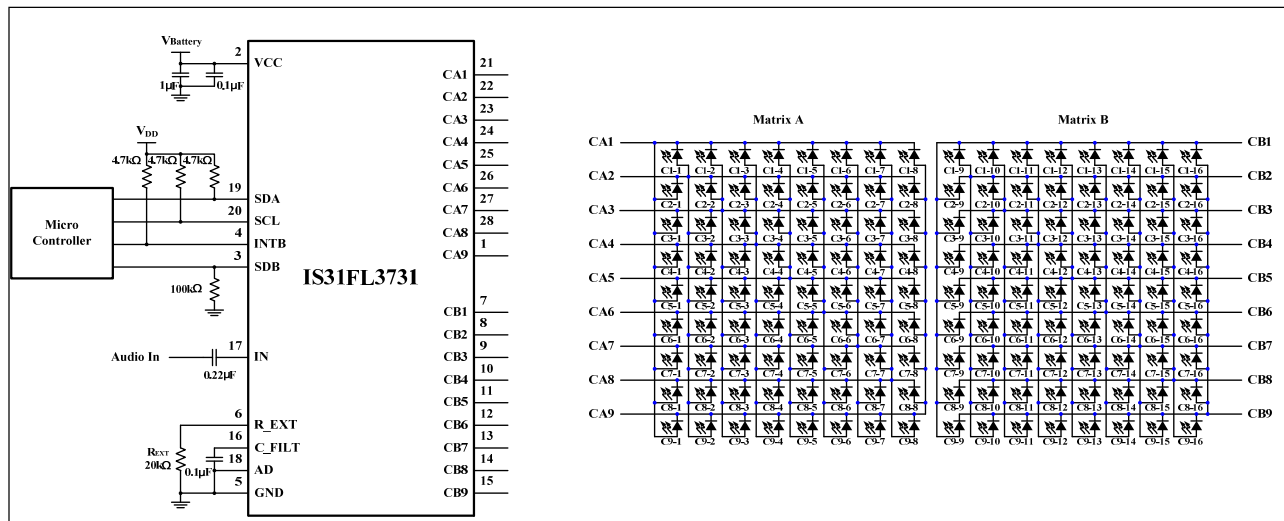 VBattery
2
VCC
1µF
0.1µF
VDD
4.7kΩ 4.7kΩ 4.7kΩ
Micro
Controller
19
SDA
20
SCL
4
INTB
3
SDB
100kΩ
IS31FL3731
Audio In
17
IN
0.22µF
6
R_EXT
16
C_FILT
REXT
20kΩ
0.1µF
18
AD
5
GND
21
CA1
22
CA2
23
CA3
24
CA4
25
CA5
26
CA6
27
CA7
28
CA8
1
CA9
7
CB1
8
CB2
9
CB3
10
CB4
11
CB5
12
CB6
13
CB7
14
CB8
15
CB9
Matrix A
Matrix B
CA1
CB1
C1-1 C1-2 C1-3 C1-4 C1-5 C1-6 C1-7 C1-8 C1-9 C1-10 C1-11 C1-12 C1-13 C1-14 C1-15 C1-16
CA2
CB2
C2-1 C2-2 C2-3 C2-4 C2-5 C2-6 C2-7 C2-8 C2-9 C2-10 C2-11 C2-12 C2-13 C2-14 C2-15 C2-16
CA3
CB3
C3-1 C3-2 C3-3 C3-4 C3-5 C3-6 C3-7 C3-8 C3-9 C3-10 C3-11 C3-12 C3-13 C3-14 C3-15 C3-16
CA4
CB4
C4-1 C4-2 C4-3 C4-4 C4-5 C4-6 C4-7 C4-8 C4-9 C4-10 C4-11 C4-12 C4-13 C4-14 C4-15 C4-16
CA5
CB5
C5-1 C5-2 C5-3 C5-4 C5-5 C5-6 C5-7 C5-8 C5-9 C5-10 C5-11 C5-12 C5-13 C5-14 C5-15 C5-16
CA6
CB6
C6-1 C6-2 C6-3 C6-4 C6-5 C6-6 C6-7 C6-8 C6-9 C6-10 C6-11 C6-12 C6-13 C6-14 C6-15 C6-16
CA7
CB7
C7-1 C7-2 C7-3 C7-4 C7-5 C7-6 C7-7 C7-8 C7-9 C7-10 C7-11 C7-12 C7-13 C7-14 C7-15 C7-16
CA8
CB8
C8-1 C8-2 C8-3 C8-4 C8-5 C8-6 C8-7 C8-8 C8-9 C8-10 C8-11 C8-12 C8-13 C8-14 C8-15 C8-16
CA9
CB9
C9-1 C9-2 C9-3 C9-4 C9-5 C9-6 C9-7 C9-8 C9-9 C9-10 C9-11 C9-12 C9-13 C9-14 C9-15 C9-16